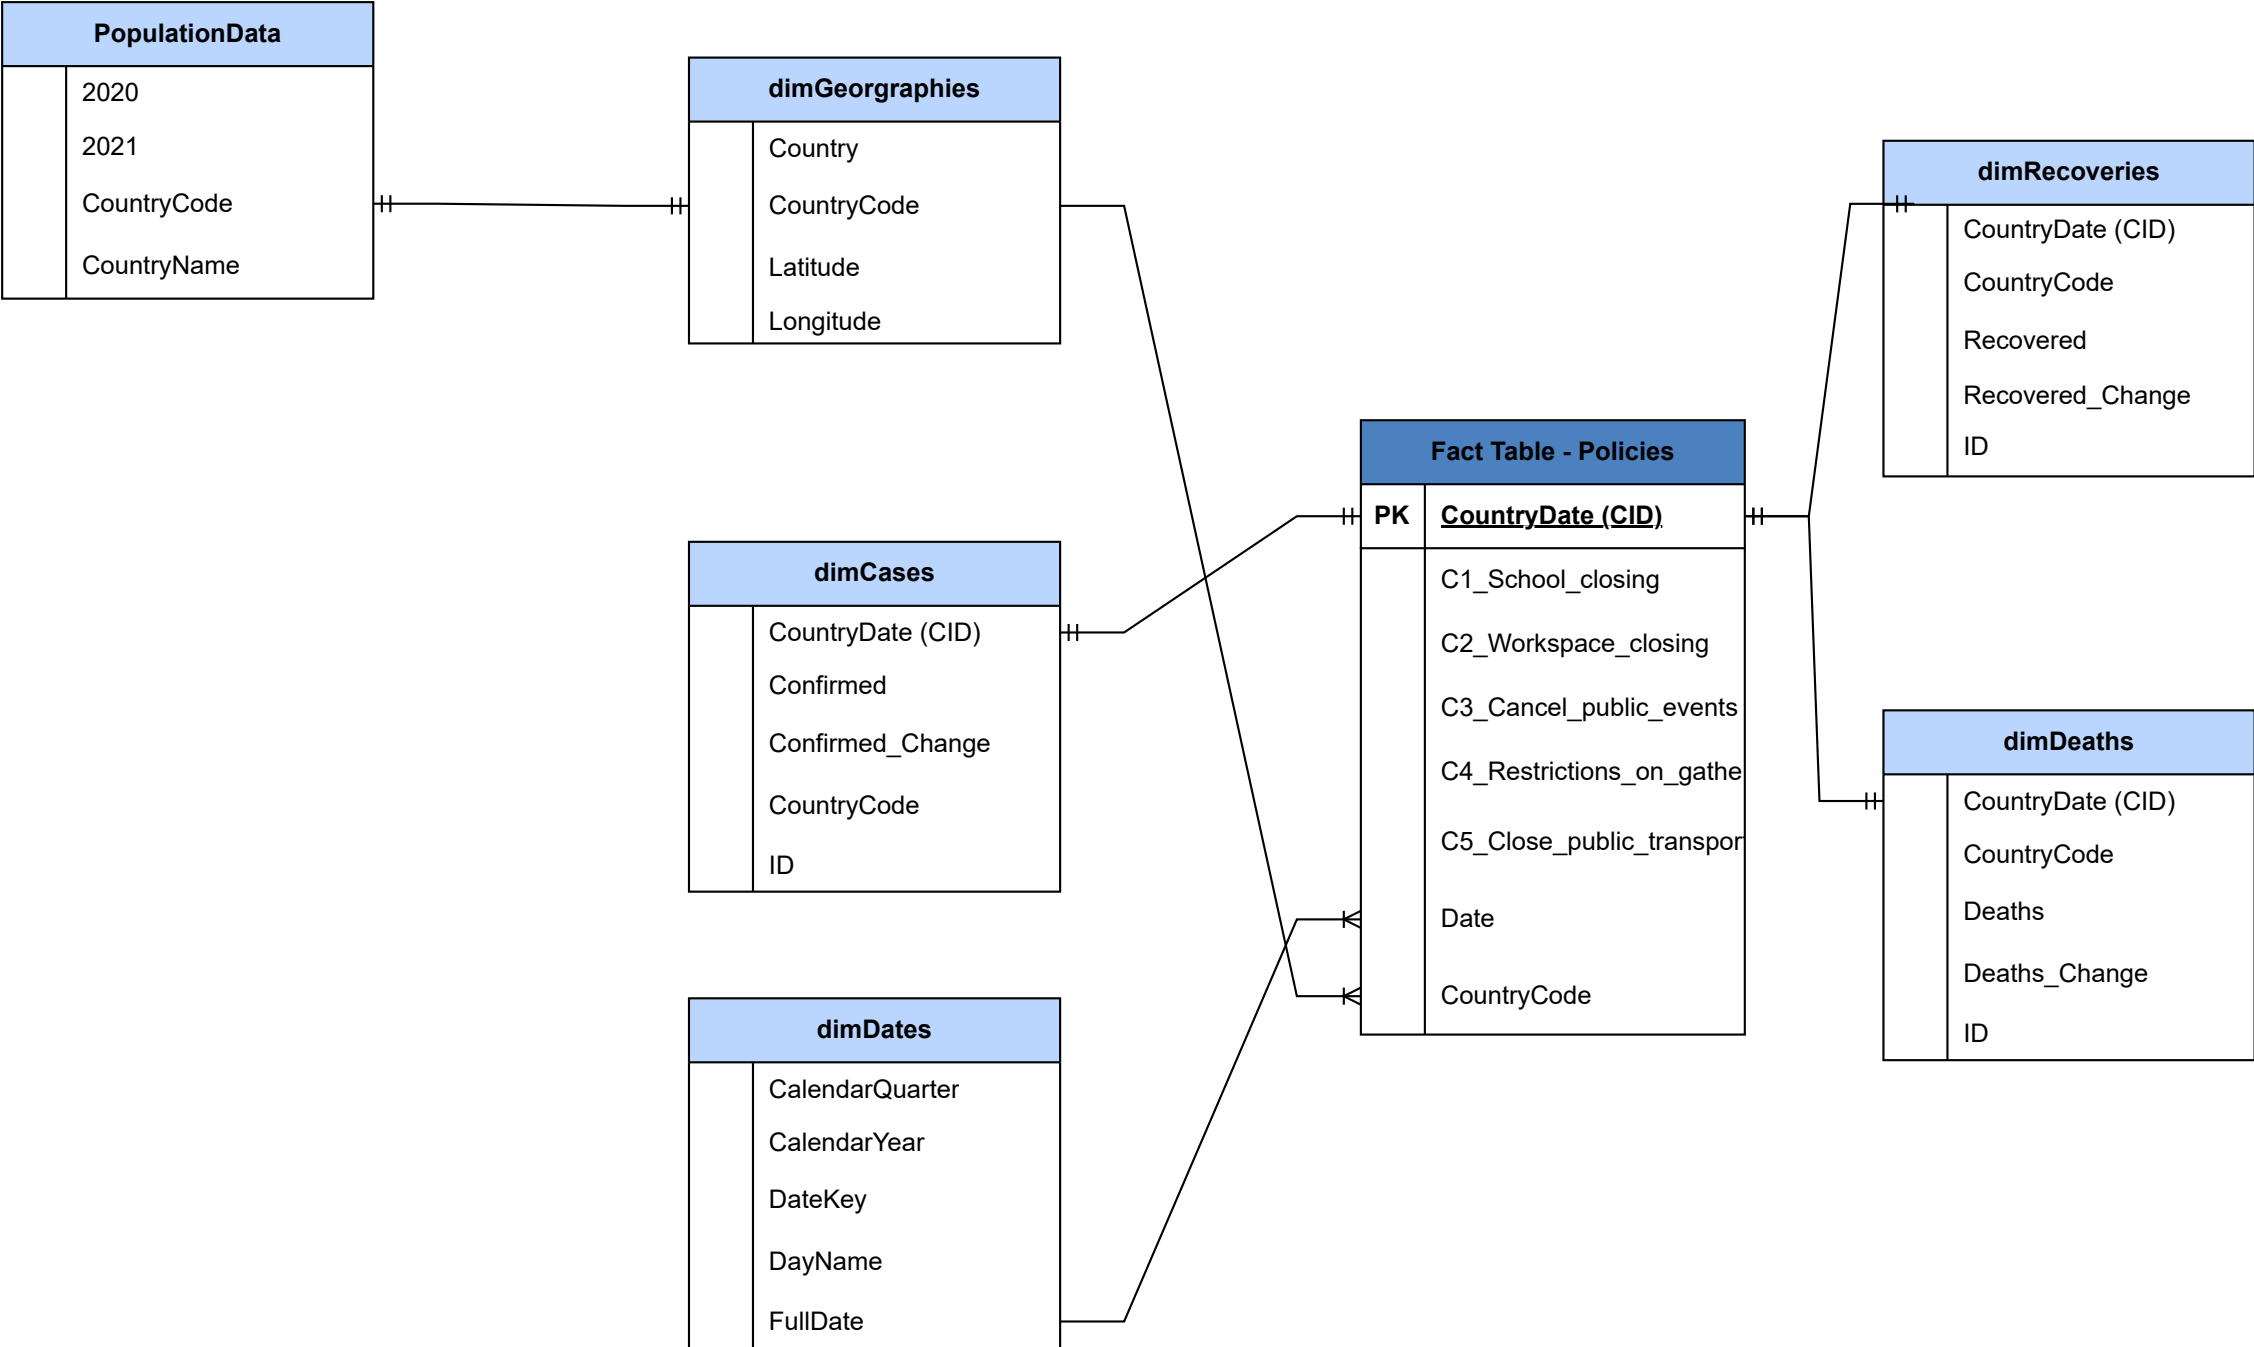 PopulationData
2020
2021
CountryCode
CountryName
dimGeorgraphies
Country
CountryCode
Latitude
Longitude
dimCases
CountryDate (CID)
Confirmed
Confirmed_Change
CountryCode
ID
dimDates
CalendarQuarter
CalendarYear
DateKey
DayName
FullDate
Fact Table - Policies
PK CountryDate (CID)
C1_School_closing
C2_Workspace_closing
C3_Cancel_public_events
C4_Restrictions_on_gathe
C5_Close_public_transport
Date
CountryCode
dimRecoveries
CountryDate (CID)
CountryCode
Recovered
Recovered_Change
ID
dimDeaths
CountryDate (CID)
CountryCode
Deaths
Deaths_Change
ID